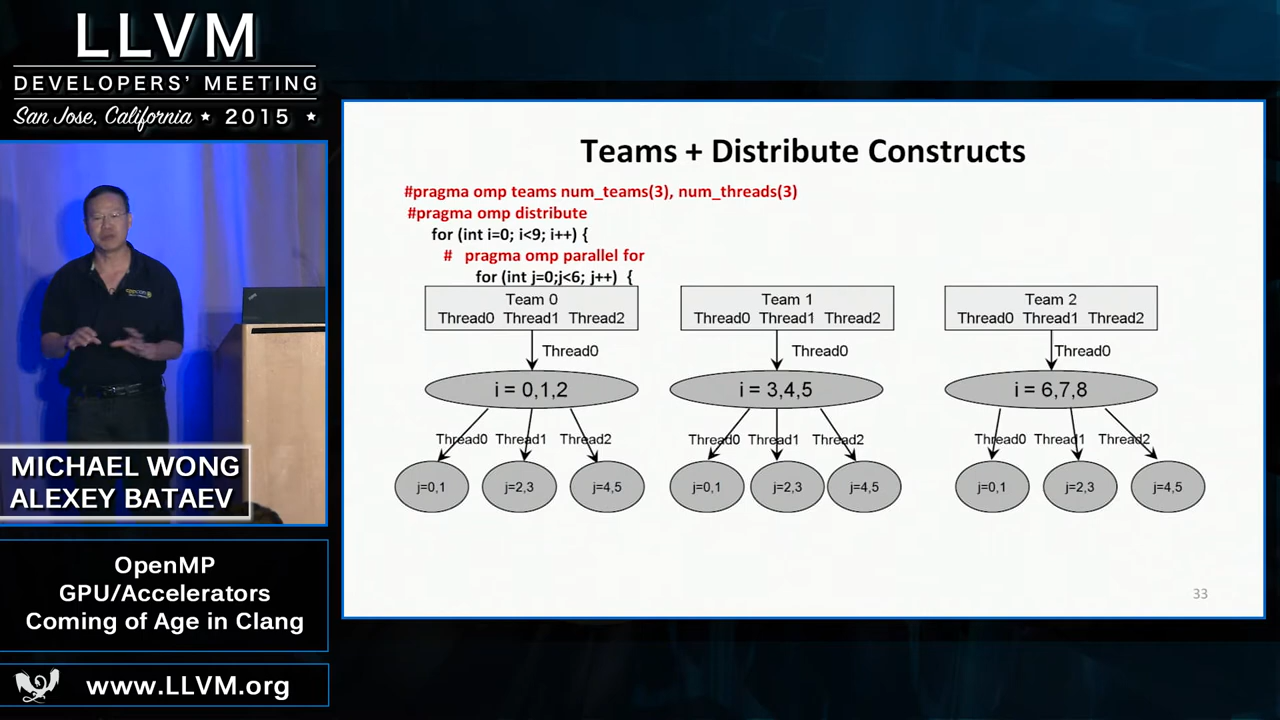 LLVM
DEVELOPERS' MEETING
San Jose, California ★ 2015 ★
MICHAEL WONG
ALEXEY BATAEV
OpenMP
GPU/Accelerators
Coming of Age in Clang
www.LLVM.org
Teams + Distribute Constructs
#pragma omp teams num_teams(3), num_threads(3)
#pragma omp distribute
for (int i=0; i<9; i++) {
# pragma omp parallel for
for (int j=0;j<6; j++) {
Team 0
Thread0 Thread1 Thread2
Thread0
i = 0,1,2
Thread0 Thread1 Thread2
j=0,1 j=2,3 j=4,5
Team 1
Thread0 Thread1 Thread2
Thread0
i = 3,4,5
Thread0 Thread1 Thread2
j=0,1 j=2,3 j=4,5
Team 2
Thread0 Thread1 Thread2
Thread0
i = 6,7,8
Thread0 Thread1 Thread2
j=0,1 j=2,3 j=4,5
33